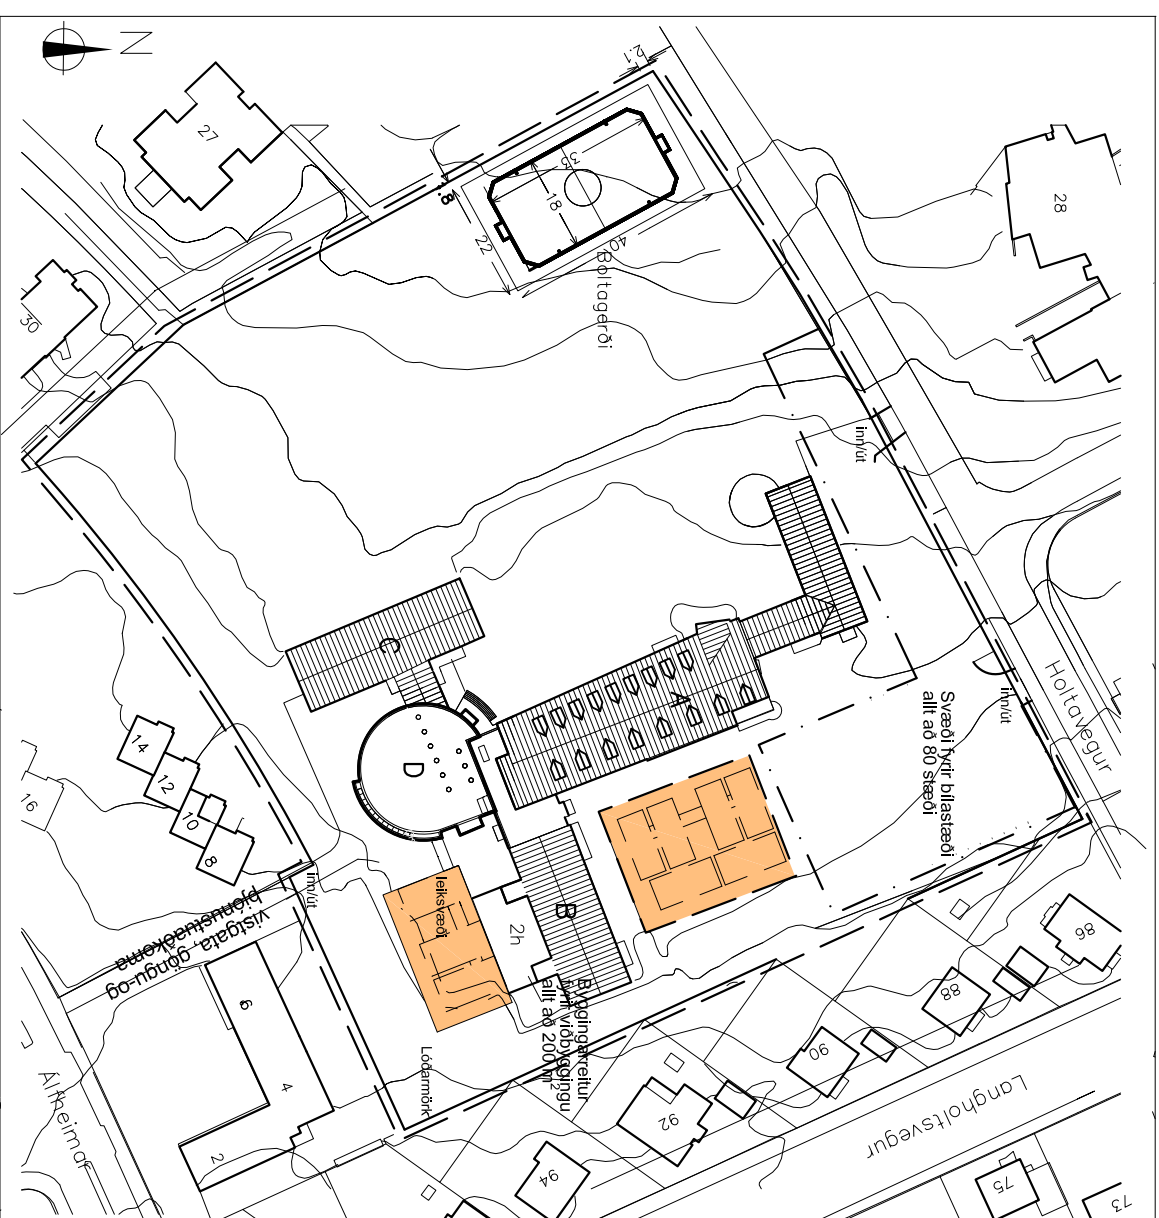 N
27
30
2.1
1.8
33
18
22
40
Boltagerði
28
inn/út
inn/út
Holtavegur
Svæði fyrir bílastæði
allt að 80 stæði
A
B
C
D
2h
leiksvæði
inn/út
vistgata, göngu-og
þjónustuaðkoma
Byggingarreitur
fyrir viðbyggingu
allt að 200m2
Lóðarmörk
14
12
10
8
16
6
4
2
Álfheimar
Langholtsvegur
86
88
90
92
94
75
73